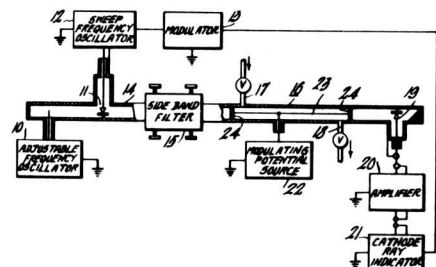 12
SWEEP
FREQUENCY
OSCILLATOR
MODULATOR
13
11
14
SIDE BAND
FILTER
15
17
V
16
23
24
24
19
18
V
10
ADJUSTABLE
FREQUENCY
OSCILLATOR
MODULATING
POTENTIAL
SOURCE
22
20
AMPLIFIER
21
CATHODE
RAY
INDICATOR